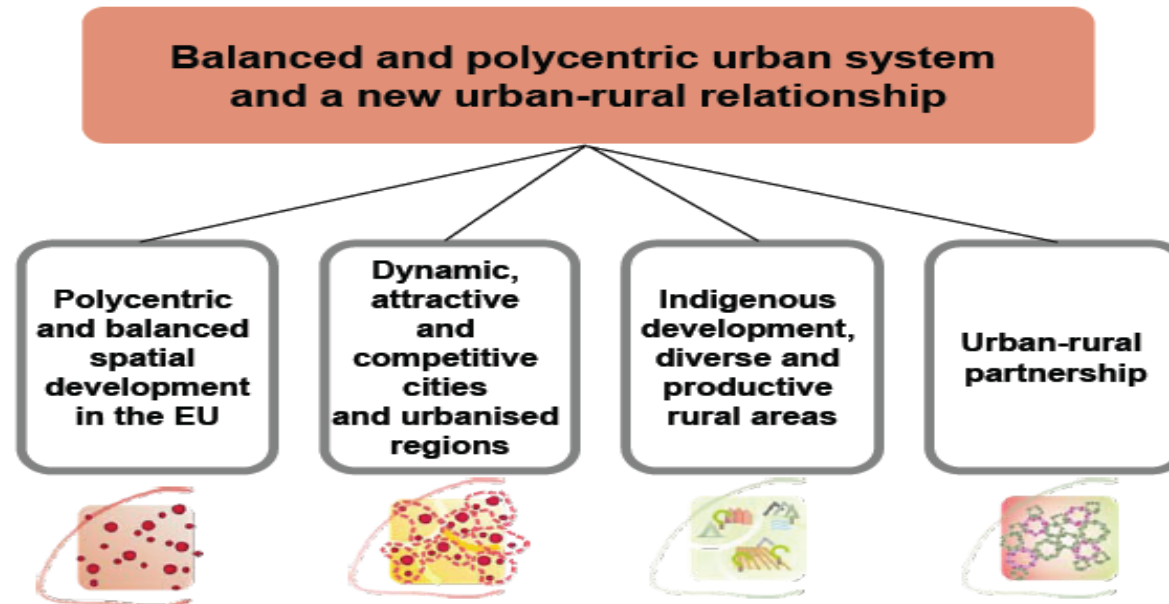 Balanced and polycentric urban system
and a new urban-rural relationship
Polycentric
and balanced
spatial
development
in the EU
Dynamic,
attractive
and
competitive
cities
and urbanised
regions
Indigenous
development,
diverse and
productive
rural areas
Urban-rural
partnership